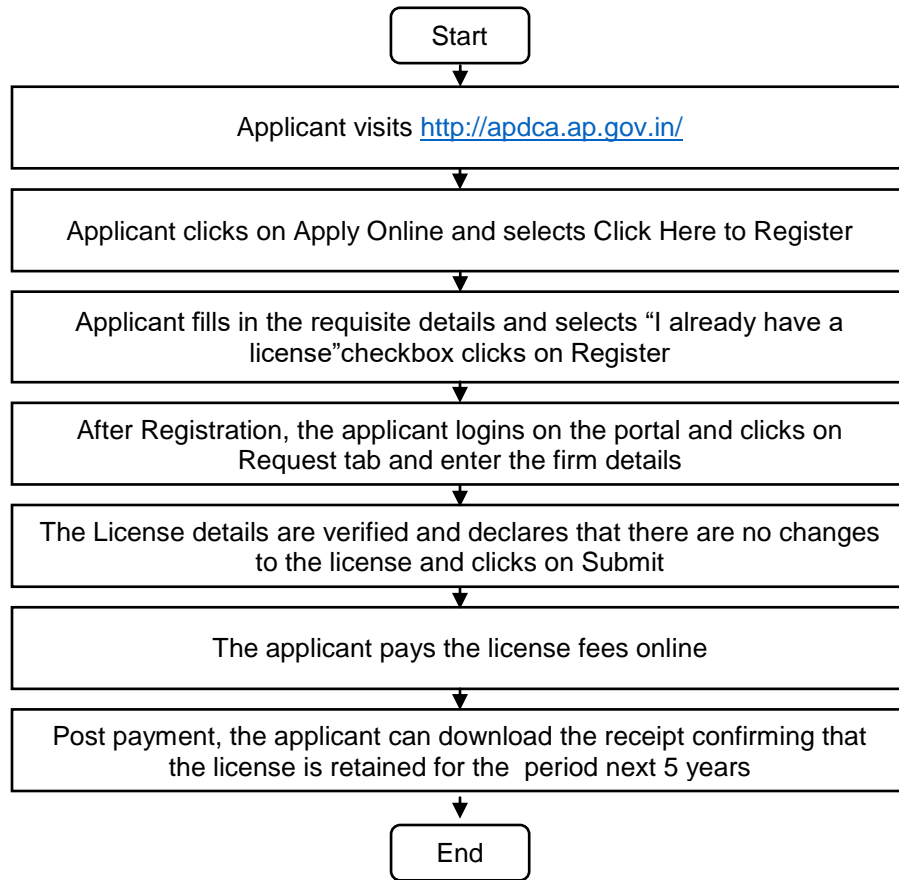 Start
Applicant visits http://apdca.ap.gov.in/
Applicant clicks on Apply Online and selects Click Here to Register
Applicant fills in the requisite details and selects “I already have a
license”checkbox clicks on Register
After Registration, the applicant logins on the portal and clicks on
Request tab and enter the firm details
The License details are verified and declares that there are no changes
to the license and clicks on Submit
The applicant pays the license fees online
Post payment, the applicant can download the receipt confirming that
the license is retained for the  period next 5 years
End